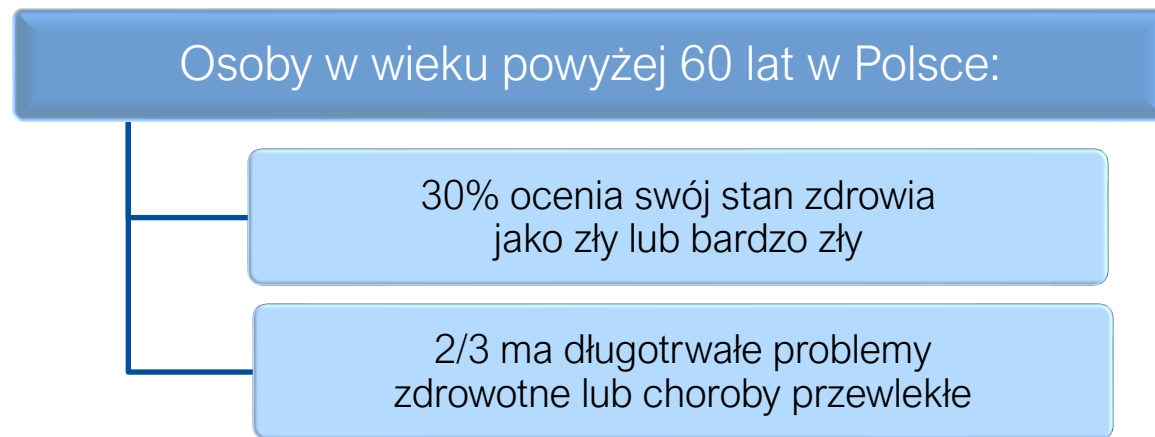 Osoby w wieku powyżej 60 lat w Polsce:
30% ocenia swój stan zdrowia
jako zły lub bardzo zły
2/3 ma długotrwałe problemy
zdrowotne lub choroby przewlekłe